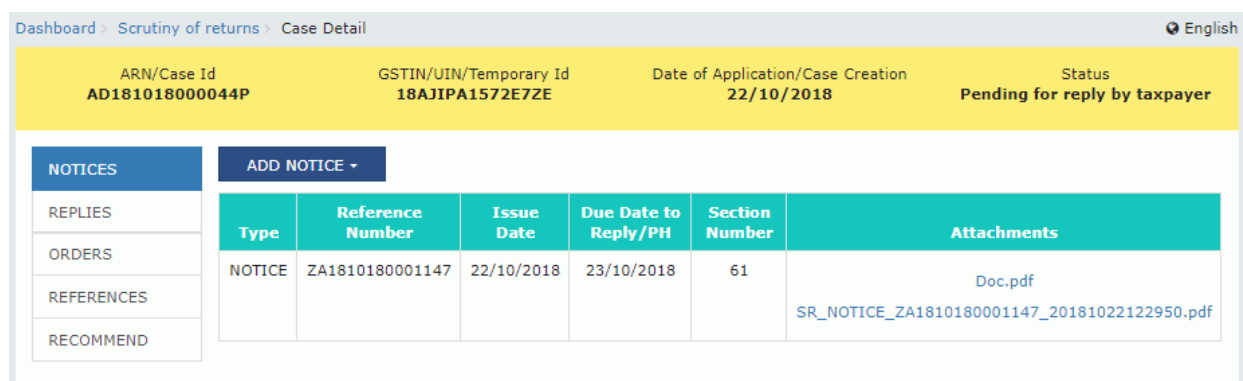 Dashboard > Scrutiny of returns > Case Detail
English
ARN/Case Id
AD181018000044P
GSTIN/UIN/Temporary Id
18AJIPA1572E7ZE
Date of Application/Case Creation
22/10/2018
Status
Pending for reply by taxpayer
NOTICES
REPLIES
ORDERS
REFERENCES
RECOMMEND
ADD NOTICE
Type
Reference
Number
Issue
Date
Due Date to
Reply/PH
Section
Number
Attachments
NOTICE
ZA1810180001147
22/10/2018
23/10/2018
61
Doc.pdf
SR_NOTICE_ZA1810180001147_20181022122950.pdf